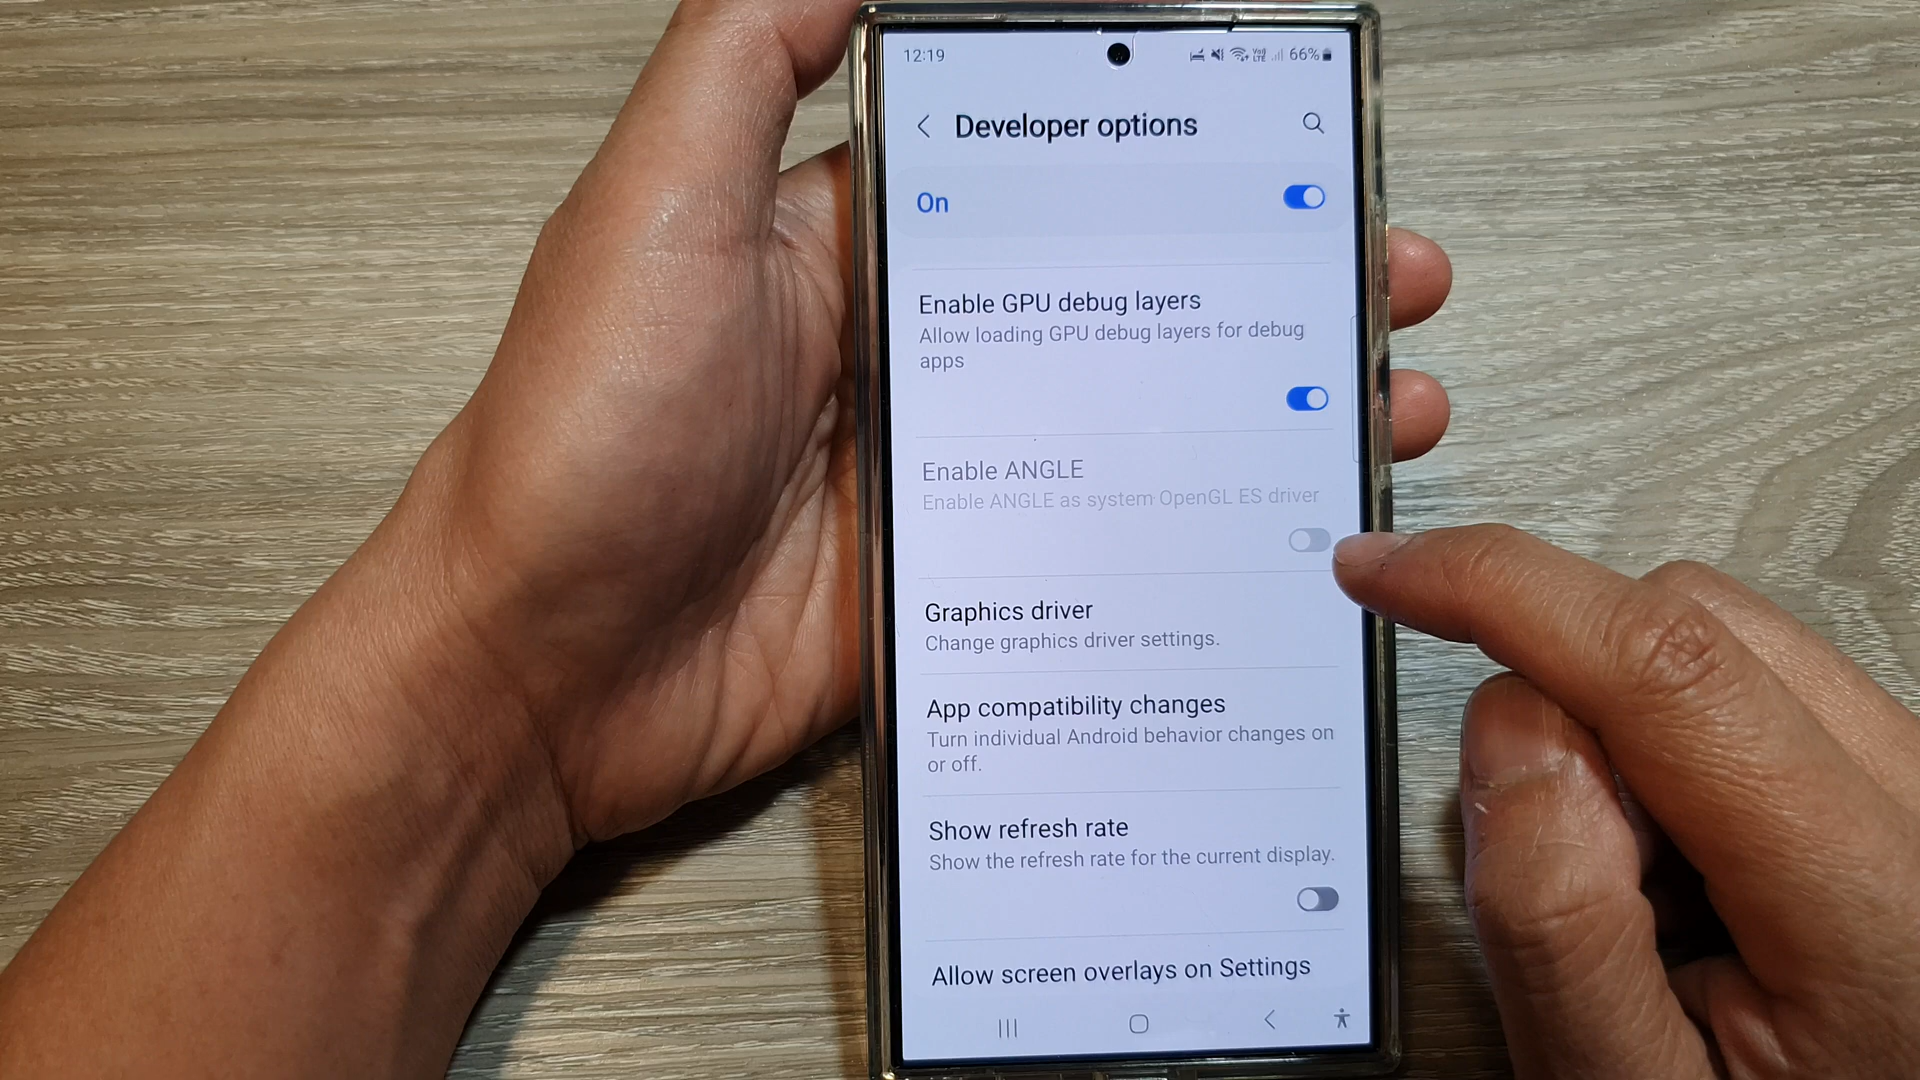 12:19
Vo) LTE 66%
Developer options
On
Enable GPU debug layers
Allow loading GPU debug layers for debug
apps
Enable ANGLE
Enable ANGLE as system OpenGL ES driver
Graphics driver
Change graphics driver settings.
App compatibility changes
Turn individual Android behavior changes on
or off.
Show refresh rate
Show the refresh rate for the current display.
Allow screen overlays on Settings